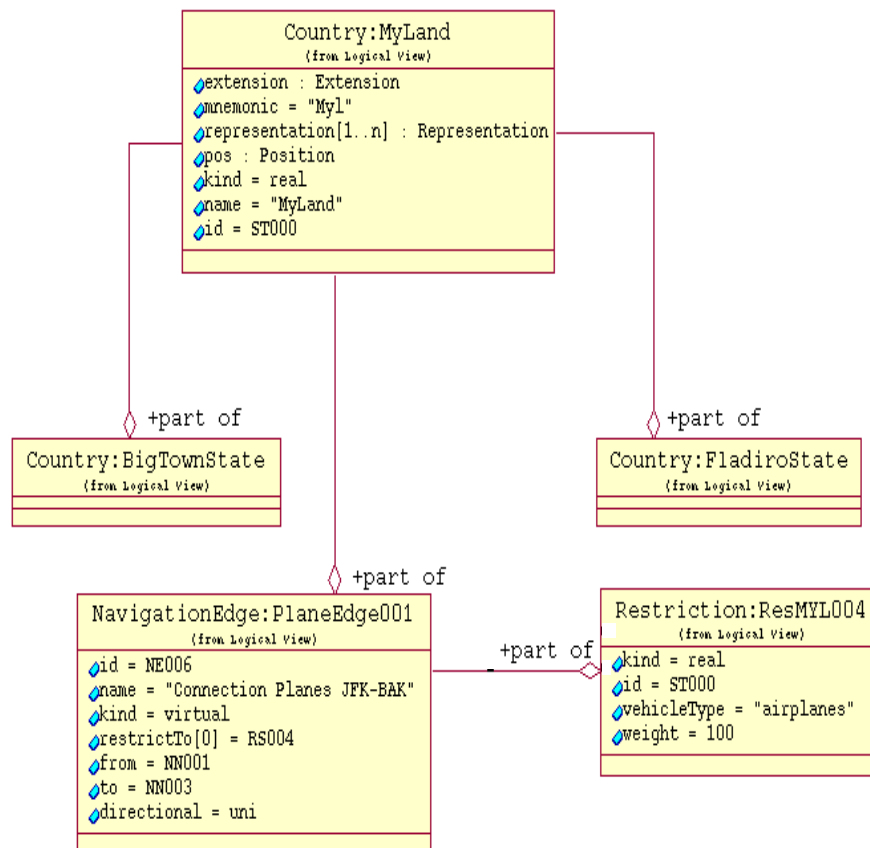 Country:MyLand
(from Logical View)
extension : Extension
mnemonic = "Myl"
representation[1..n] : Representation
pos : Position
kind = real
name = "MyLand"
id = ST000
+part of
+part of
Country:BigTownState
(from Logical View)
Country:FladiroState
(from Logical View)
+part of
NavigationEdge:PlaneEdge001
(from Logical View)
id = NE006
name = "Connection Planes JFK-BAK"
kind = virtual
restrictTo[0] = RS004
from = NN001
to = NN003
directional = uni
+part of
Restriction:ResMYL004
(from Logical View)
kind = real
id = ST000
vehicleType = "airplanes"
weight = 100